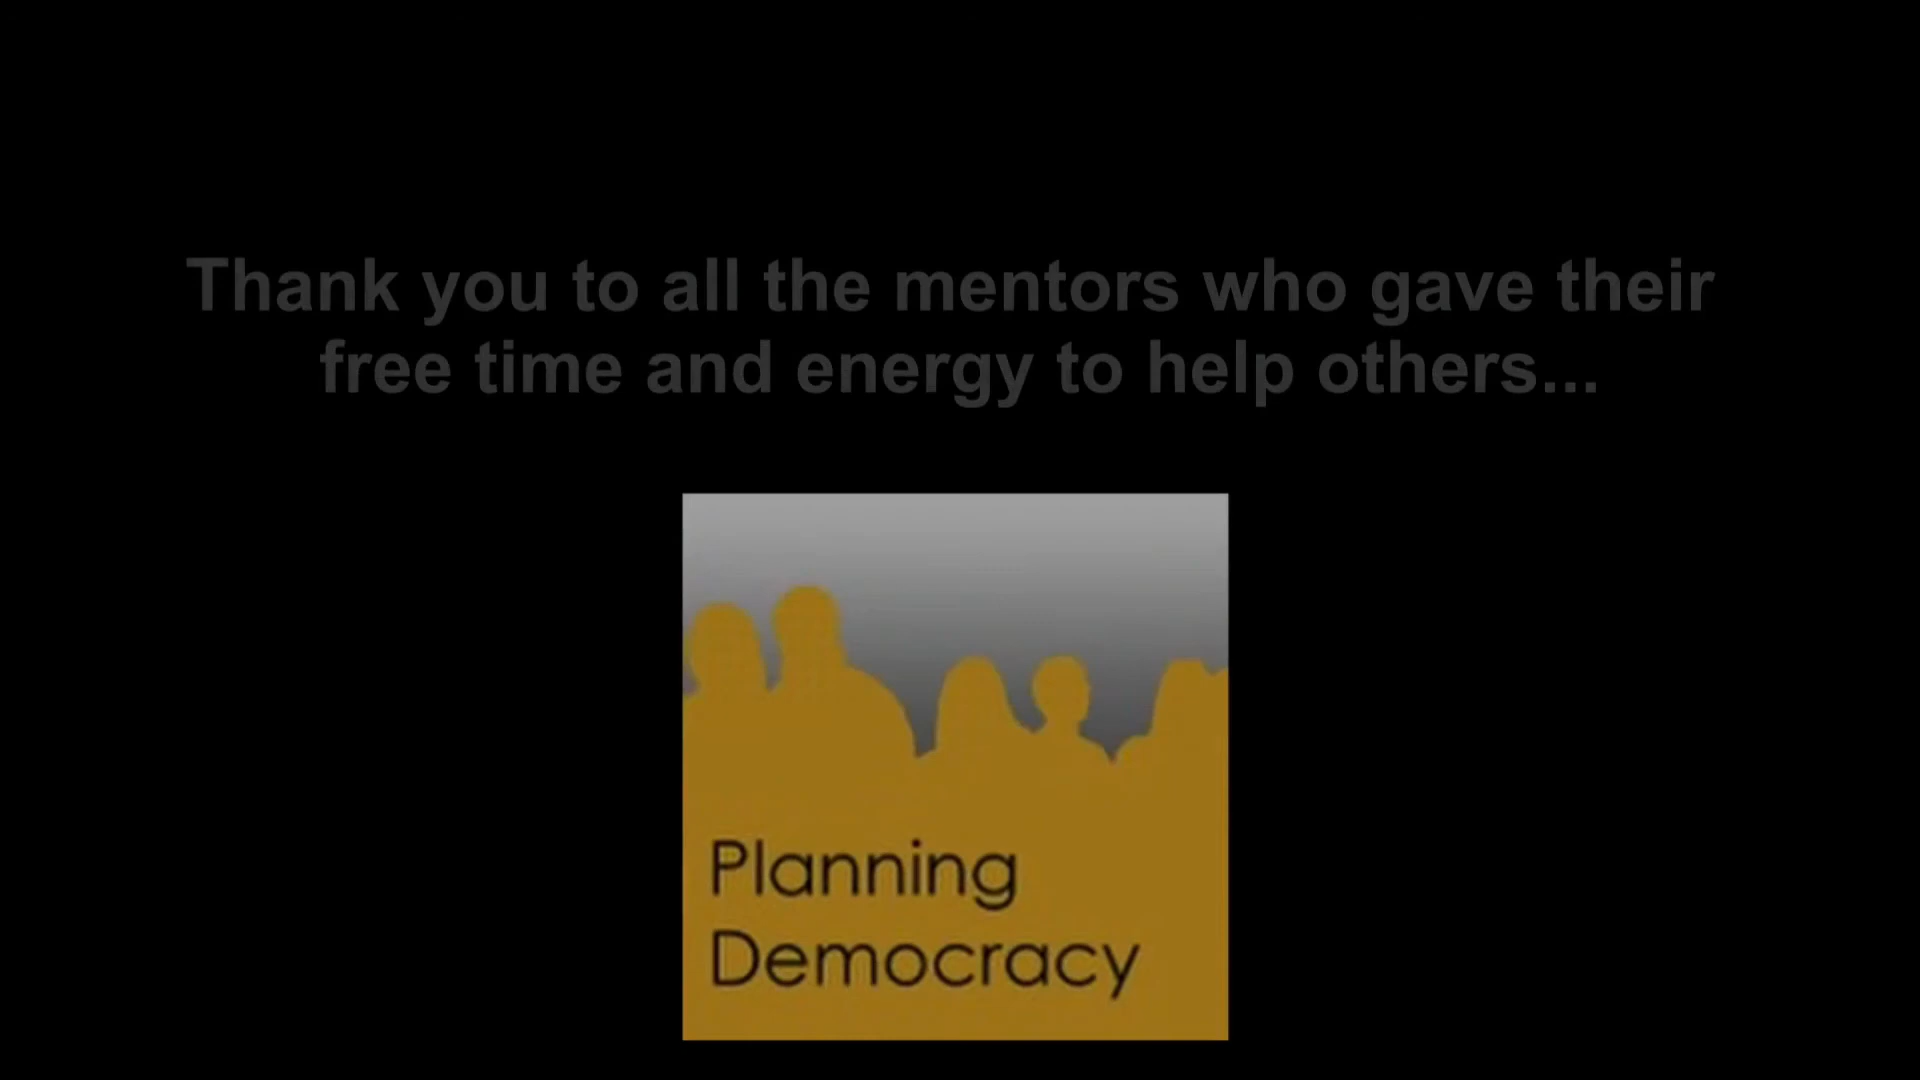 Thank you to all the mentors who gave their
free time and energy to help others...
Planning
Democracy